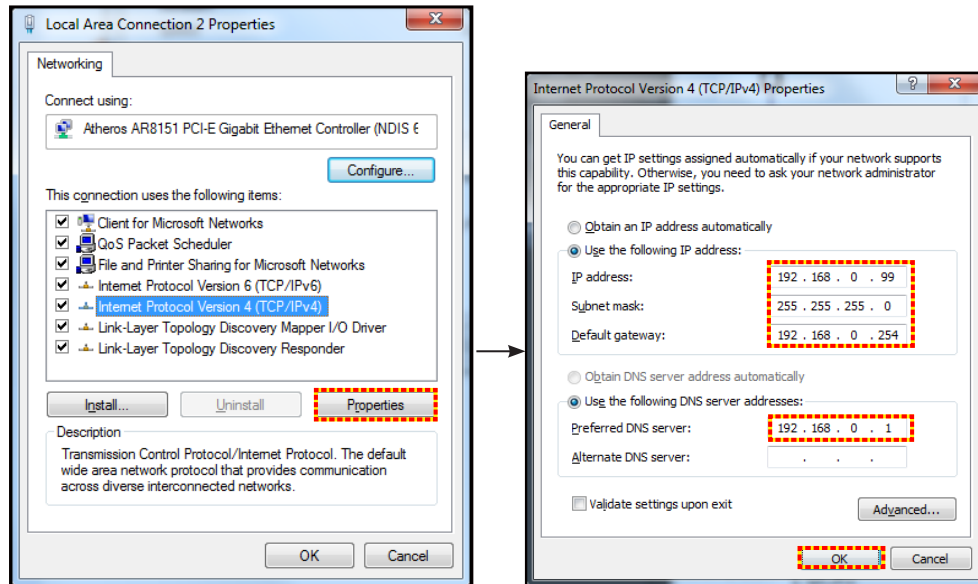 Local Area Connection 2 Properties
Networking
Connect using:
Atheros AR8151 PCI-E Gigabit Ethernet Controller (NDIS 6
Configure...
This connection uses the following items:
Client for Microsoft Networks
QoS Packet Scheduler
File and Printer Sharing for Microsoft Networks
Internet Protocol Version 6 (TCP/IPv6)
Internet Protocol Version 4 (TCP/IPv4)
Link-Layer Topology Discovery Mapper I/O Driver
Link-Layer Topology Discovery Responder
Install...
Uninstall
Properties
Description
Transmission Control Protocol/Internet Protocol. The default
wide area network protocol that provides communication
across diverse interconnected networks.
OK
Cancel
Internet Protocol Version 4 (TCP/IPv4) Properties
General
You can get IP settings assigned automatically if your network supports
this capability. Otherwise, you need to ask your network administrator
for the appropriate IP settings.
Obtain an IP address automatically
Use the following IP address:
IP address: 192 . 168 . 0 . 99
Subnet mask: 255 . 255 . 255 . 0
Default gateway: 192 . 168 . 0 . 254
Obtain DNS server address automatically
Use the following DNS server addresses:
Preferred DNS server: 192 . 168 . 0 . 1
Alternate DNS server: . . .
Validate settings upon exit
Advanced...
OK
Cancel